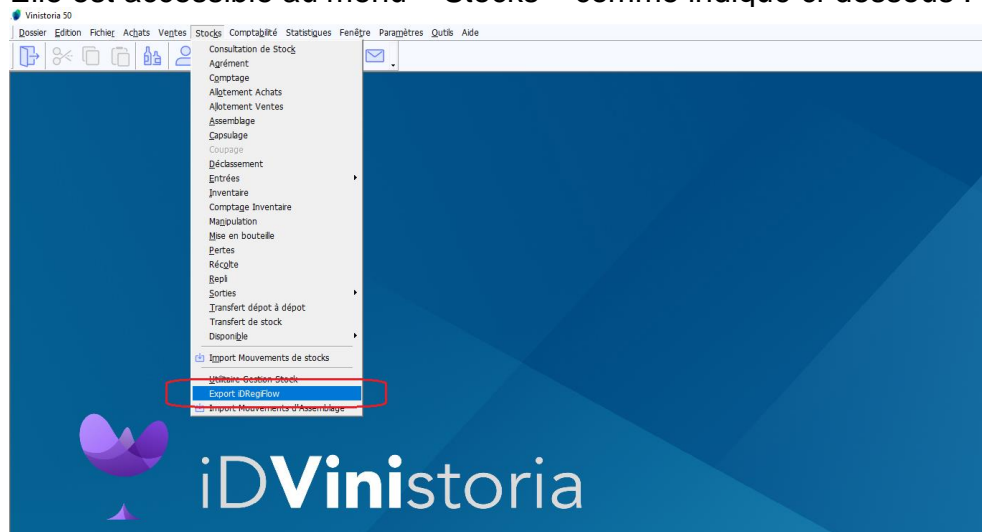 Elle est accessible au menu « Stocks » comme indiqué ci-dessous :
Vinistoria 50
Dossier Edition Fichier Achats Ventes Stocks Comptabilité Statistiques Fenêtre Paramètres Outils Aide
Consultation de Stock
Agrément
Comptage
Allotement Achats
Allotement Ventes
Assemblage
Capsulage
Coupage
Déclassement
Entrées
Inventaire
Comptage Inventaire
Manipulation
Mise en bouteille
Pertes
Récolte
Repli
Sorties
Transfert dépot à dépot
Transfert de stock
Disponible
Import Mouvements de stocks
Utilitaire Gestion Stock
Export iDRegiFlow
Import Mouvements d'Assemblage
iDVinistoria